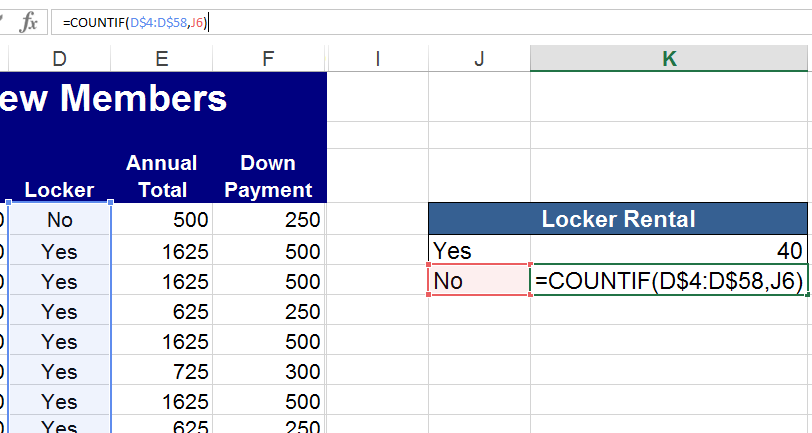 fx =COUNTIF(D$4:D$58,J6)
D E F I J K
ew Members
Annual Down
Locker Total Payment
Locker Rental
No 500 250
Yes 1625 500 Yes 40
Yes 1625 500 No =COUNTIF(D$4:D$58,J6)
Yes 625 250
Yes 1625 500
Yes 725 300
Yes 1625 500
Yes 625 250